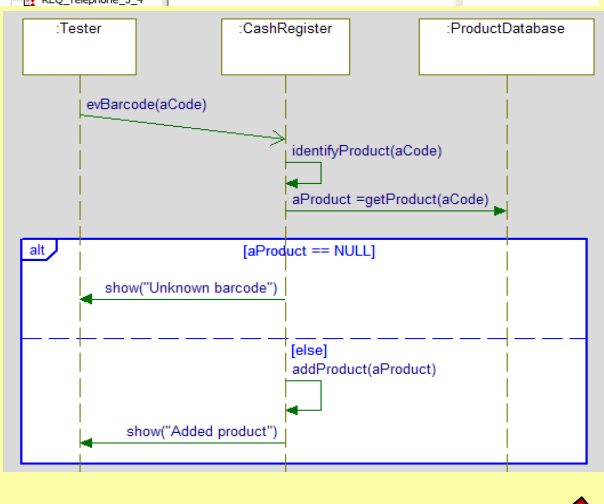 REQ_Telephone_3_4
:Tester
:CashRegister
:ProductDatabase
evBarcode(aCode)
identifyProduct(aCode)
aProduct =getProduct(aCode)
alt
[aProduct == NULL]
show("Unknown barcode")
[else]
addProduct(aProduct)
show("Added product")